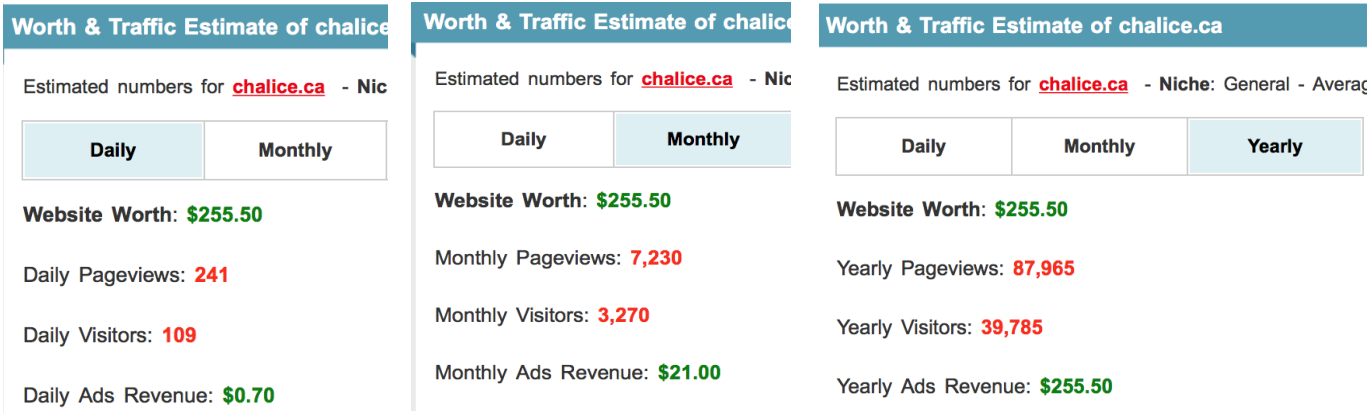 Worth & Traffic Estimate of chalice
Estimated numbers for chalice.ca - Nic
Daily Monthly
Website Worth: $255.50
Daily Pageviews: 241
Daily Visitors: 109
Daily Ads Revenue: $0.70
Worth & Traffic Estimate of chalic
Estimated numbers for chalice.ca - Nic
Daily Monthly
Website Worth: $255.50
Monthly Pageviews: 7,230
Monthly Visitors: 3,270
Monthly Ads Revenue: $21.00
Worth & Traffic Estimate of chalice.ca
Estimated numbers for chalice.ca - Niche: General - Averag
Daily Monthly Yearly
Website Worth: $255.50
Yearly Pageviews: 87,965
Yearly Visitors: 39,785
Yearly Ads Revenue: $255.50